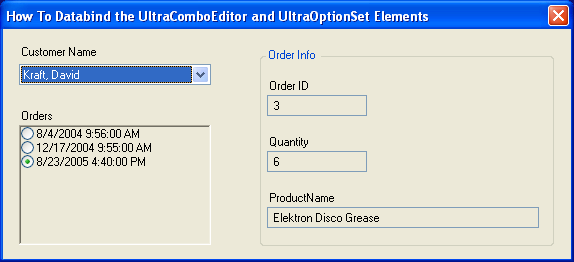 How To Databind the UltraComboEditor and UltraOptionSet Elements
Customer Name
Kraft, David
Orders
8/4/2004 9:56:00 AM
12/17/2004 9:55:00 AM
8/23/2005 4:40:00 PM
Order Info
Order ID
3
Quantity
6
ProductName
Elektron Disco Grease